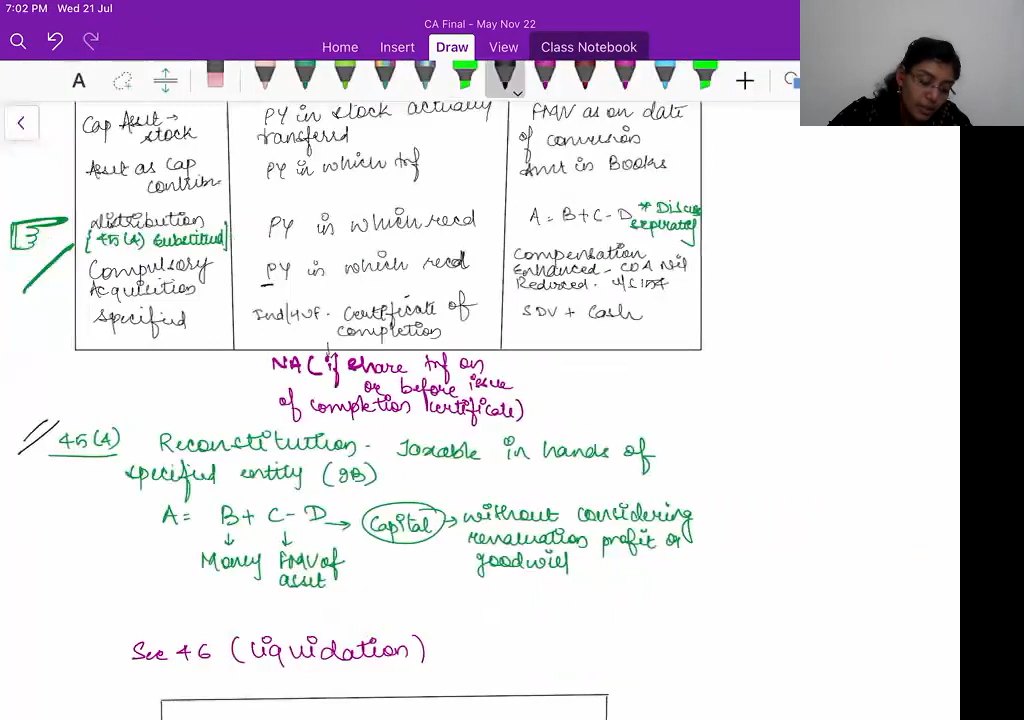 7:02 PM Wed 21 Jul
CA Final - May Nov 22
Home Insert Draw View Class Notebook
A
Cap Asset → stock
PY in stock actually transferred
FMV as on date of conversion
Asset as Cap contribn
PY in which trf
Amt in Books
distribution
[45(4) Substituted]
PY in which recd
A = B + C - D * Discuss separately
Compulsory Acquisition
PY in which recd
Compensation
Enhanced - COA Nil
Reduced - u/s 154
Specified
Ind/HUF - Certificate of completion
SDV + Cash
NA (if share trf on
or before issue
of completion certificate)
45(4) Reconstitution - Taxable in hands of
specified entity (9B)
A = B + C - D → Capital → without considering
revaluation profit or
goodwill
↓ ↓
Money FMV of
asset
Sec 46 (Liquidation)